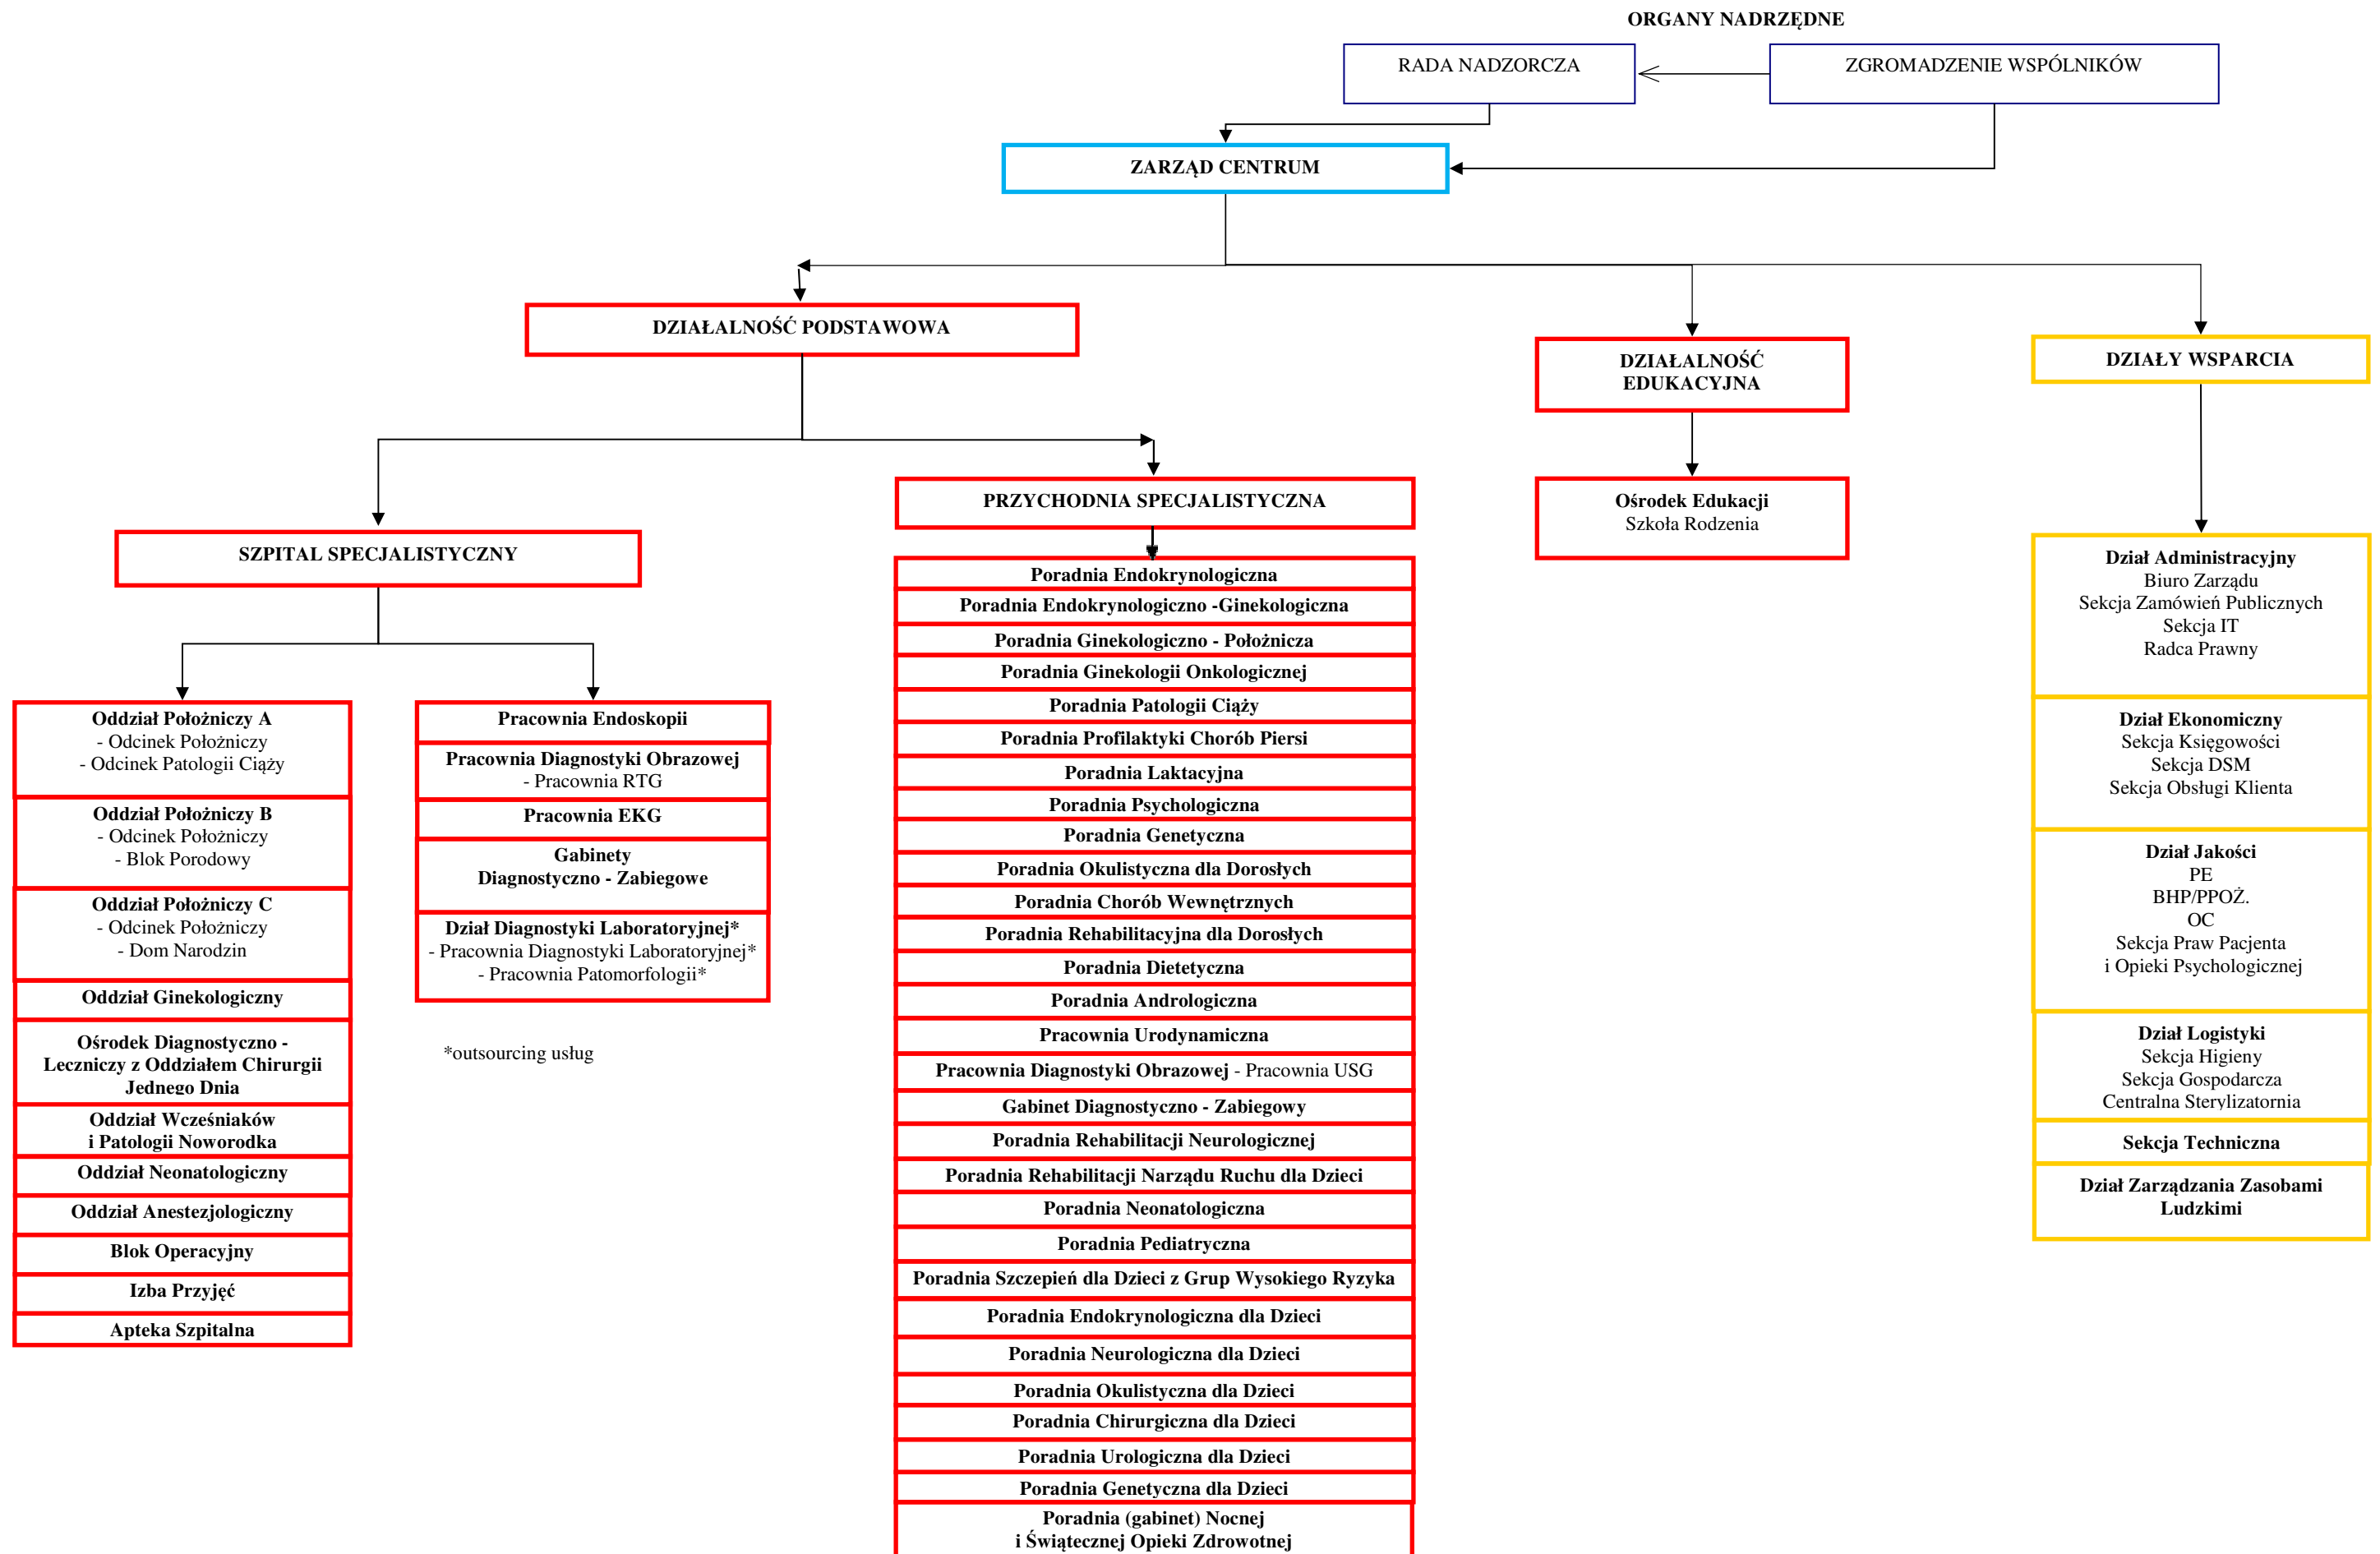 ORGANY NADRZĘDNE
RADA NADZORCZA
ZGROMADZENIE WSPÓLNIKÓW
ZARZĄD CENTRUM
DZIAŁALNOŚĆ PODSTAWOWA
DZIAŁALNOŚĆ
EDUKACYJNA
DZIAŁY WSPARCIA
SZPITAL SPECJALISTYCZNY
Oddział Położniczy A
- Odcinek Położniczy
- Odcinek Patologii Ciąży
Oddział Położniczy B
- Odcinek Położniczy
- Blok Porodowy
Oddział Położniczy C
- Odcinek Położniczy
- Dom Narodzin
Oddział Ginekologiczny
Ośrodek Diagnostyczno -
Leczniczy z Oddziałem Chirurgii
Jednego Dnia
Oddział Wcześniaków
i Patologii Noworodka
Oddział Neonatologiczny
Oddział Anestezjologiczny
Blok Operacyjny
Izba Przyjęć
Apteka Szpitalna
Pracownia Endoskopii
Pracownia Diagnostyki Obrazowej
- Pracownia RTG
Pracownia EKG
Gabinety
Diagnostyczno - Zabiegowe
Dział Diagnostyki Laboratoryjnej*
- Pracownia Diagnostyki Laboratoryjnej*
- Pracownia Patomorfologii*
*outsourcing usług
PRZYCHODNIA SPECJALISTYCZNA
Poradnia Endokrynologiczna
Poradnia Endokrynologiczno -Ginekologiczna
Poradnia Ginekologiczno - Położnicza
Poradnia Ginekologii Onkologicznej
Poradnia Patologii Ciąży
Poradnia Profilaktyki Chorób Piersi
Poradnia Laktacyjna
Poradnia Psychologiczna
Poradnia Genetyczna
Poradnia Okulistyczna dla Dorosłych
Poradnia Chorób Wewnętrznych
Poradnia Rehabilitacyjna dla Dorosłych
Poradnia Dietetyczna
Poradnia Andrologiczna
Pracownia Urodynamiczna
Pracownia Diagnostyki Obrazowej - Pracownia USG
Gabinet Diagnostyczno - Zabiegowy
Poradnia Rehabilitacji Neurologicznej
Poradnia Rehabilitacji Narządu Ruchu dla Dzieci
Poradnia Neonatologiczna
Poradnia Pediatryczna
Poradnia Szczepień dla Dzieci z Grup Wysokiego Ryzyka
Poradnia Endokrynologiczna dla Dzieci
Poradnia Neurologiczna dla Dzieci
Poradnia Okulistyczna dla Dzieci
Poradnia Chirurgiczna dla Dzieci
Poradnia Urologiczna dla Dzieci
Poradnia Genetyczna dla Dzieci
Poradnia (gabinet) Nocnej
i Świątecznej Opieki Zdrowotnej
Ośrodek Edukacji
Szkoła Rodzenia
Dział Administracyjny
Biuro Zarządu
Sekcja Zamówień Publicznych
Sekcja IT
Radca Prawny
Dział Ekonomiczny
Sekcja Księgowości
Sekcja DSM
Sekcja Obsługi Klienta
Dział Jakości
PE
BHP/PPOŻ.
OC
Sekcja Praw Pacjenta
i Opieki Psychologicznej
Dział Logistyki
Sekcja Higieny
Sekcja Gospodarcza
Centralna Sterylizatornia
Sekcja Techniczna
Dział Zarządzania Zasobami
Ludzkimi